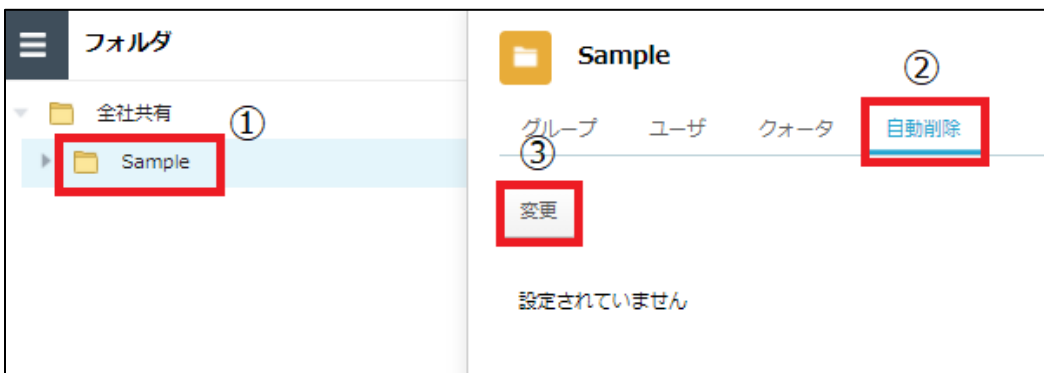 フォルダ
全社共有
①
Sample
Sample
②
グループ ユーザ クォータ 自動削除
③
変更
設定されていません